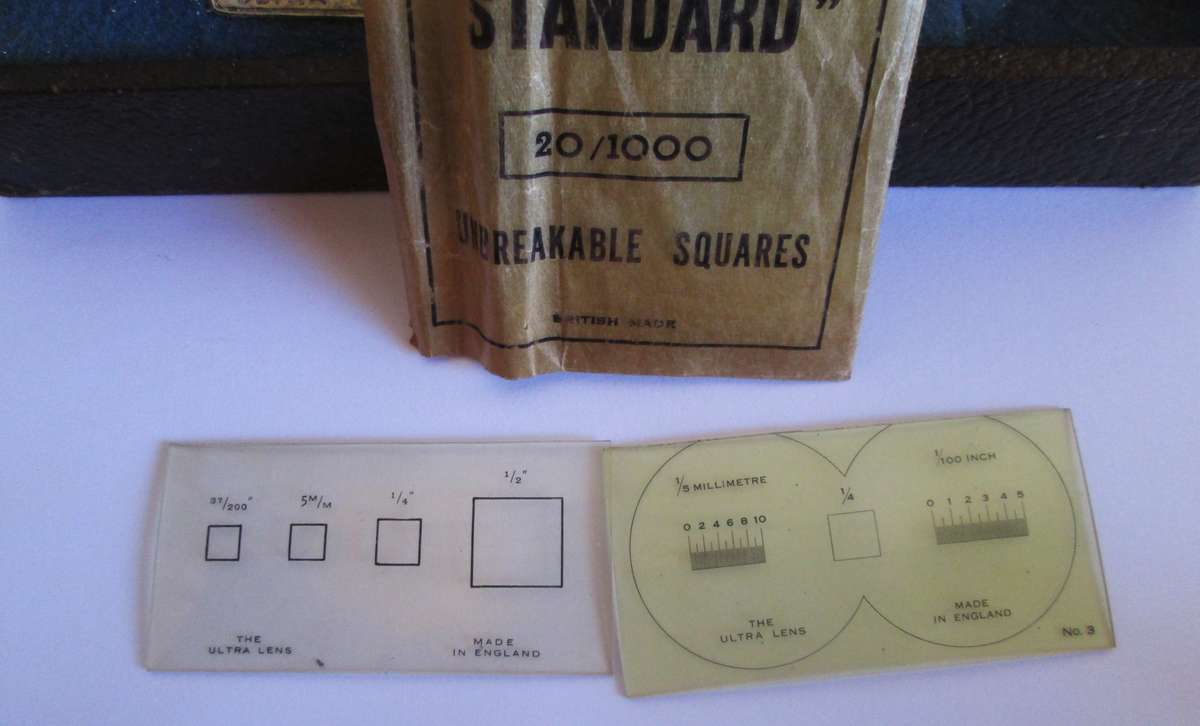 STANDARD”
20/1000
UNBREAKABLE SQUARES
BRITISH MADE
37/200" 5M/M 1/4" 1/2"
THE
ULTRA LENS
MADE
IN ENGLAND
1/5 MILLIMETRE
0 2 4 6 8 10
1/4
1/100 INCH
0 1 2 3 4 5
THE
ULTRA LENS
MADE
IN ENGLAND
No. 3